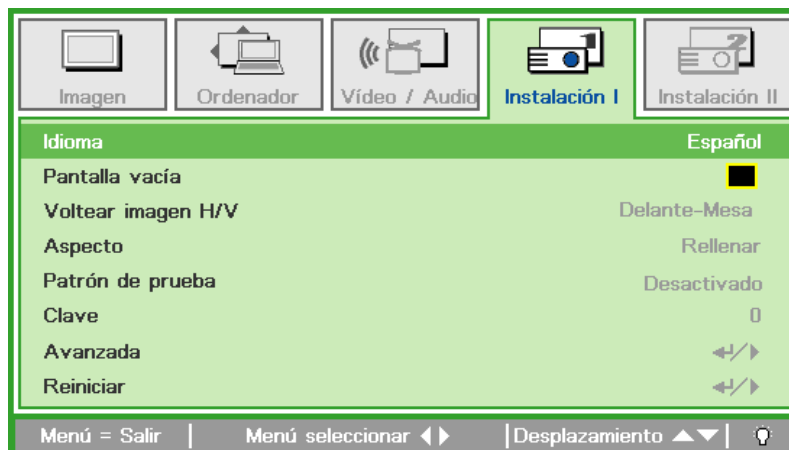 Imagen Ordenador Vídeo / Audio Instalación I Instalación II
Idioma Español
Pantalla vacía
Voltear imagen H/V Delante-Mesa
Aspecto Rellenar
Patrón de prueba Desactivado
Clave 0
Avanzada
Reiniciar
Menú = Salir Menú seleccionar Desplazamiento